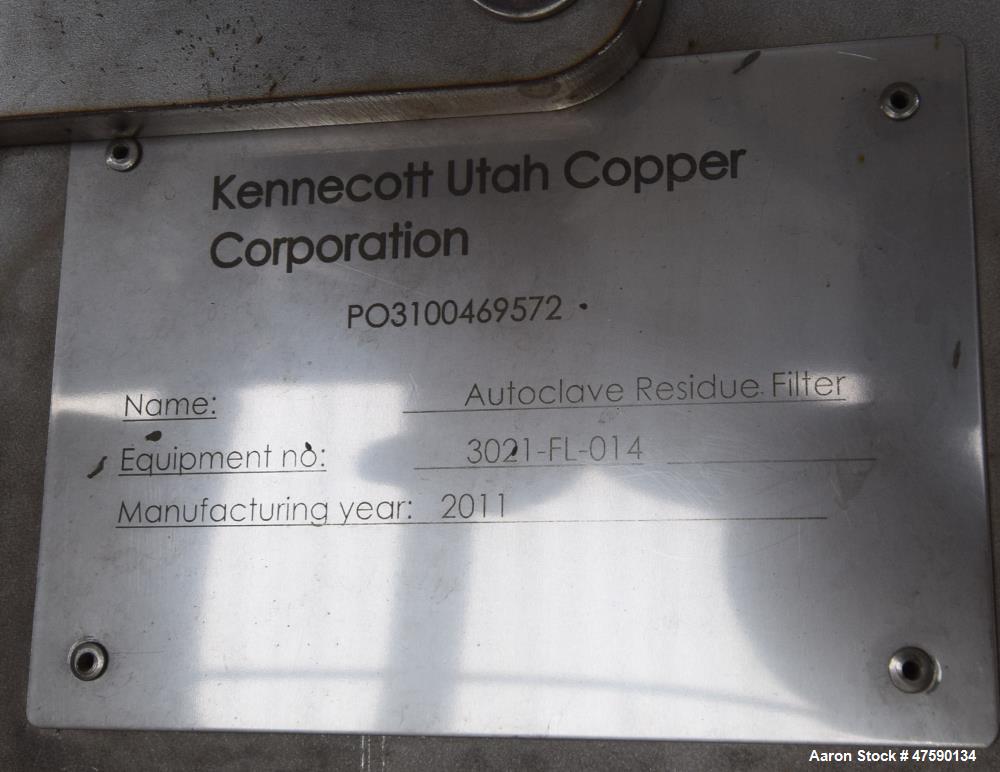 Kennecott Utah Copper
Corporation
PO3100469572
Name: Autoclave Residue Filter
Equipment no: 3021-FL-014
Manufacturing year: 2011
Aaron Stock # 47590134